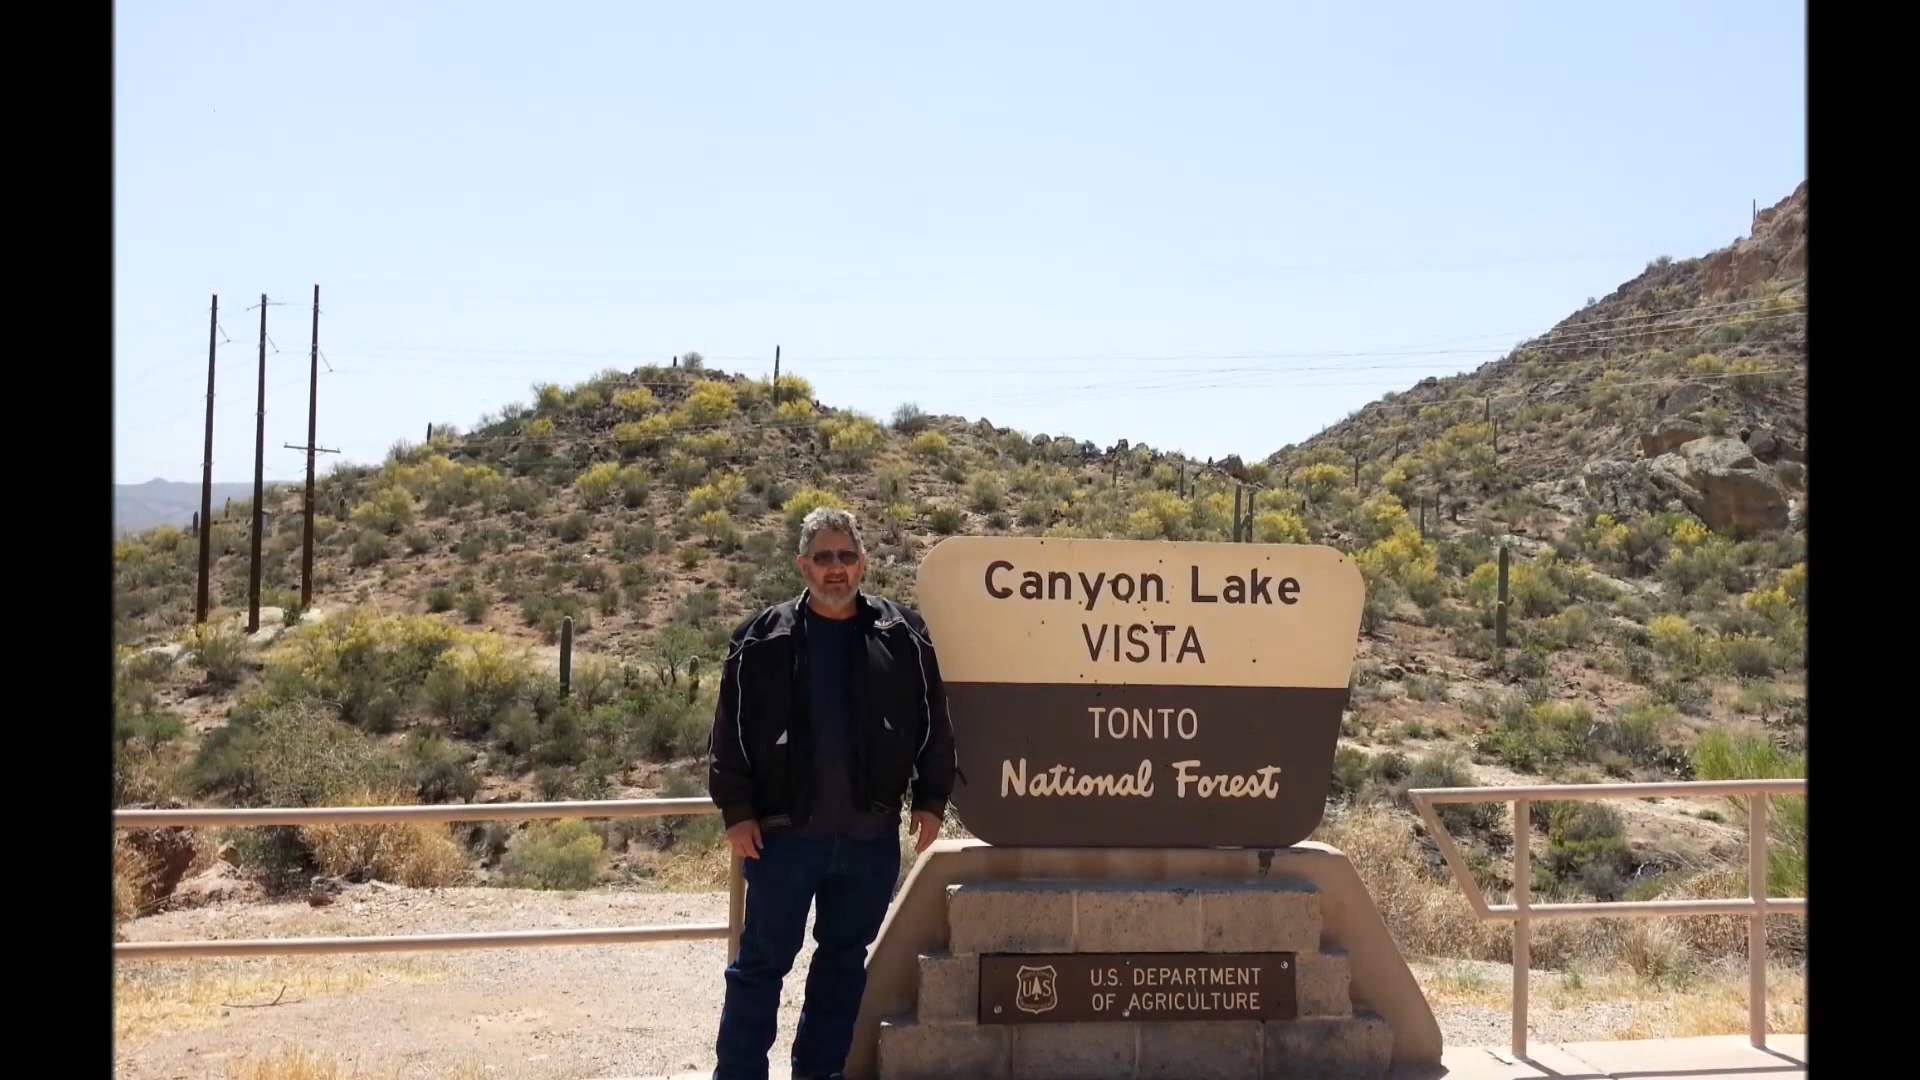 Canyon Lake
VISTA
TONTO
National Forest
U.S. DEPARTMENT
OF AGRICULTURE
U S